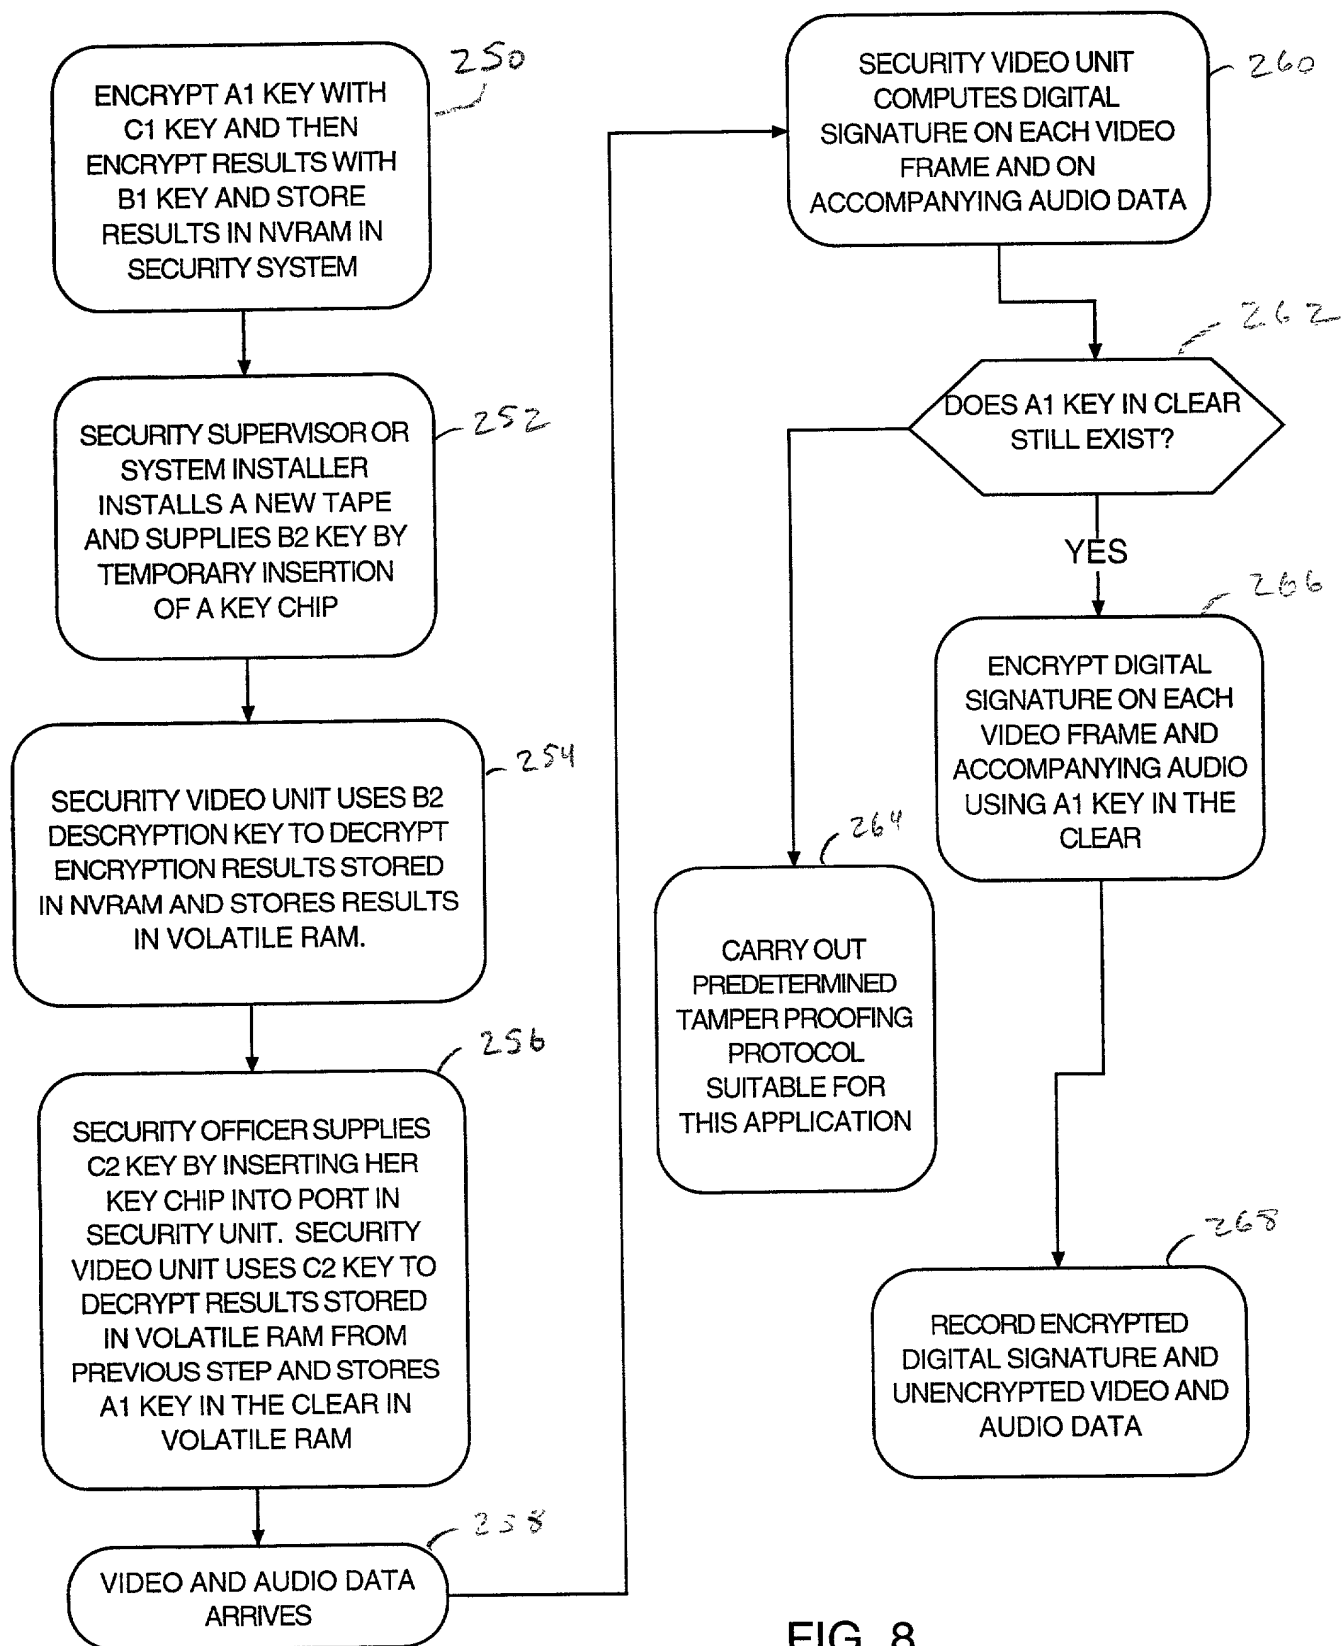 250
ENCRYPT A1 KEY WITH
C1 KEY AND THEN
ENCRYPT RESULTS WITH
B1 KEY AND STORE
RESULTS IN NVRAM IN
SECURITY SYSTEM
252
SECURITY SUPERVISOR OR
SYSTEM INSTALLER
INSTALLS A NEW TAPE
AND SUPPLIES B2 KEY BY
TEMPORARY INSERTION
OF A KEY CHIP
254
SECURITY VIDEO UNIT USES B2
DESCRYPTION KEY TO DECRYPT
ENCRYPTION RESULTS STORED
IN NVRAM AND STORES RESULTS
IN VOLATILE RAM.
256
SECURITY OFFICER SUPPLIES
C2 KEY BY INSERTING HER
KEY CHIP INTO PORT IN
SECURITY UNIT. SECURITY
VIDEO UNIT USES C2 KEY TO
DECRYPT RESULTS STORED
IN VOLATILE RAM FROM
PREVIOUS STEP AND STORES
A1 KEY IN THE CLEAR IN
VOLATILE RAM
258
VIDEO AND AUDIO DATA
ARRIVES
260
SECURITY VIDEO UNIT
COMPUTES DIGITAL
SIGNATURE ON EACH VIDEO
FRAME AND ON
ACCOMPANYING AUDIO DATA
262
DOES A1 KEY IN CLEAR
STILL EXIST?
YES
264
CARRY OUT
PREDETERMINED
TAMPER PROOFING
PROTOCOL
SUITABLE FOR
THIS APPLICATION
266
ENCRYPT DIGITAL
SIGNATURE ON EACH
VIDEO FRAME AND
ACCOMPANYING AUDIO
USING A1 KEY IN THE
CLEAR
268
RECORD ENCRYPTED
DIGITAL SIGNATURE AND
UNENCRYPTED VIDEO AND
AUDIO DATA
FIG. 8